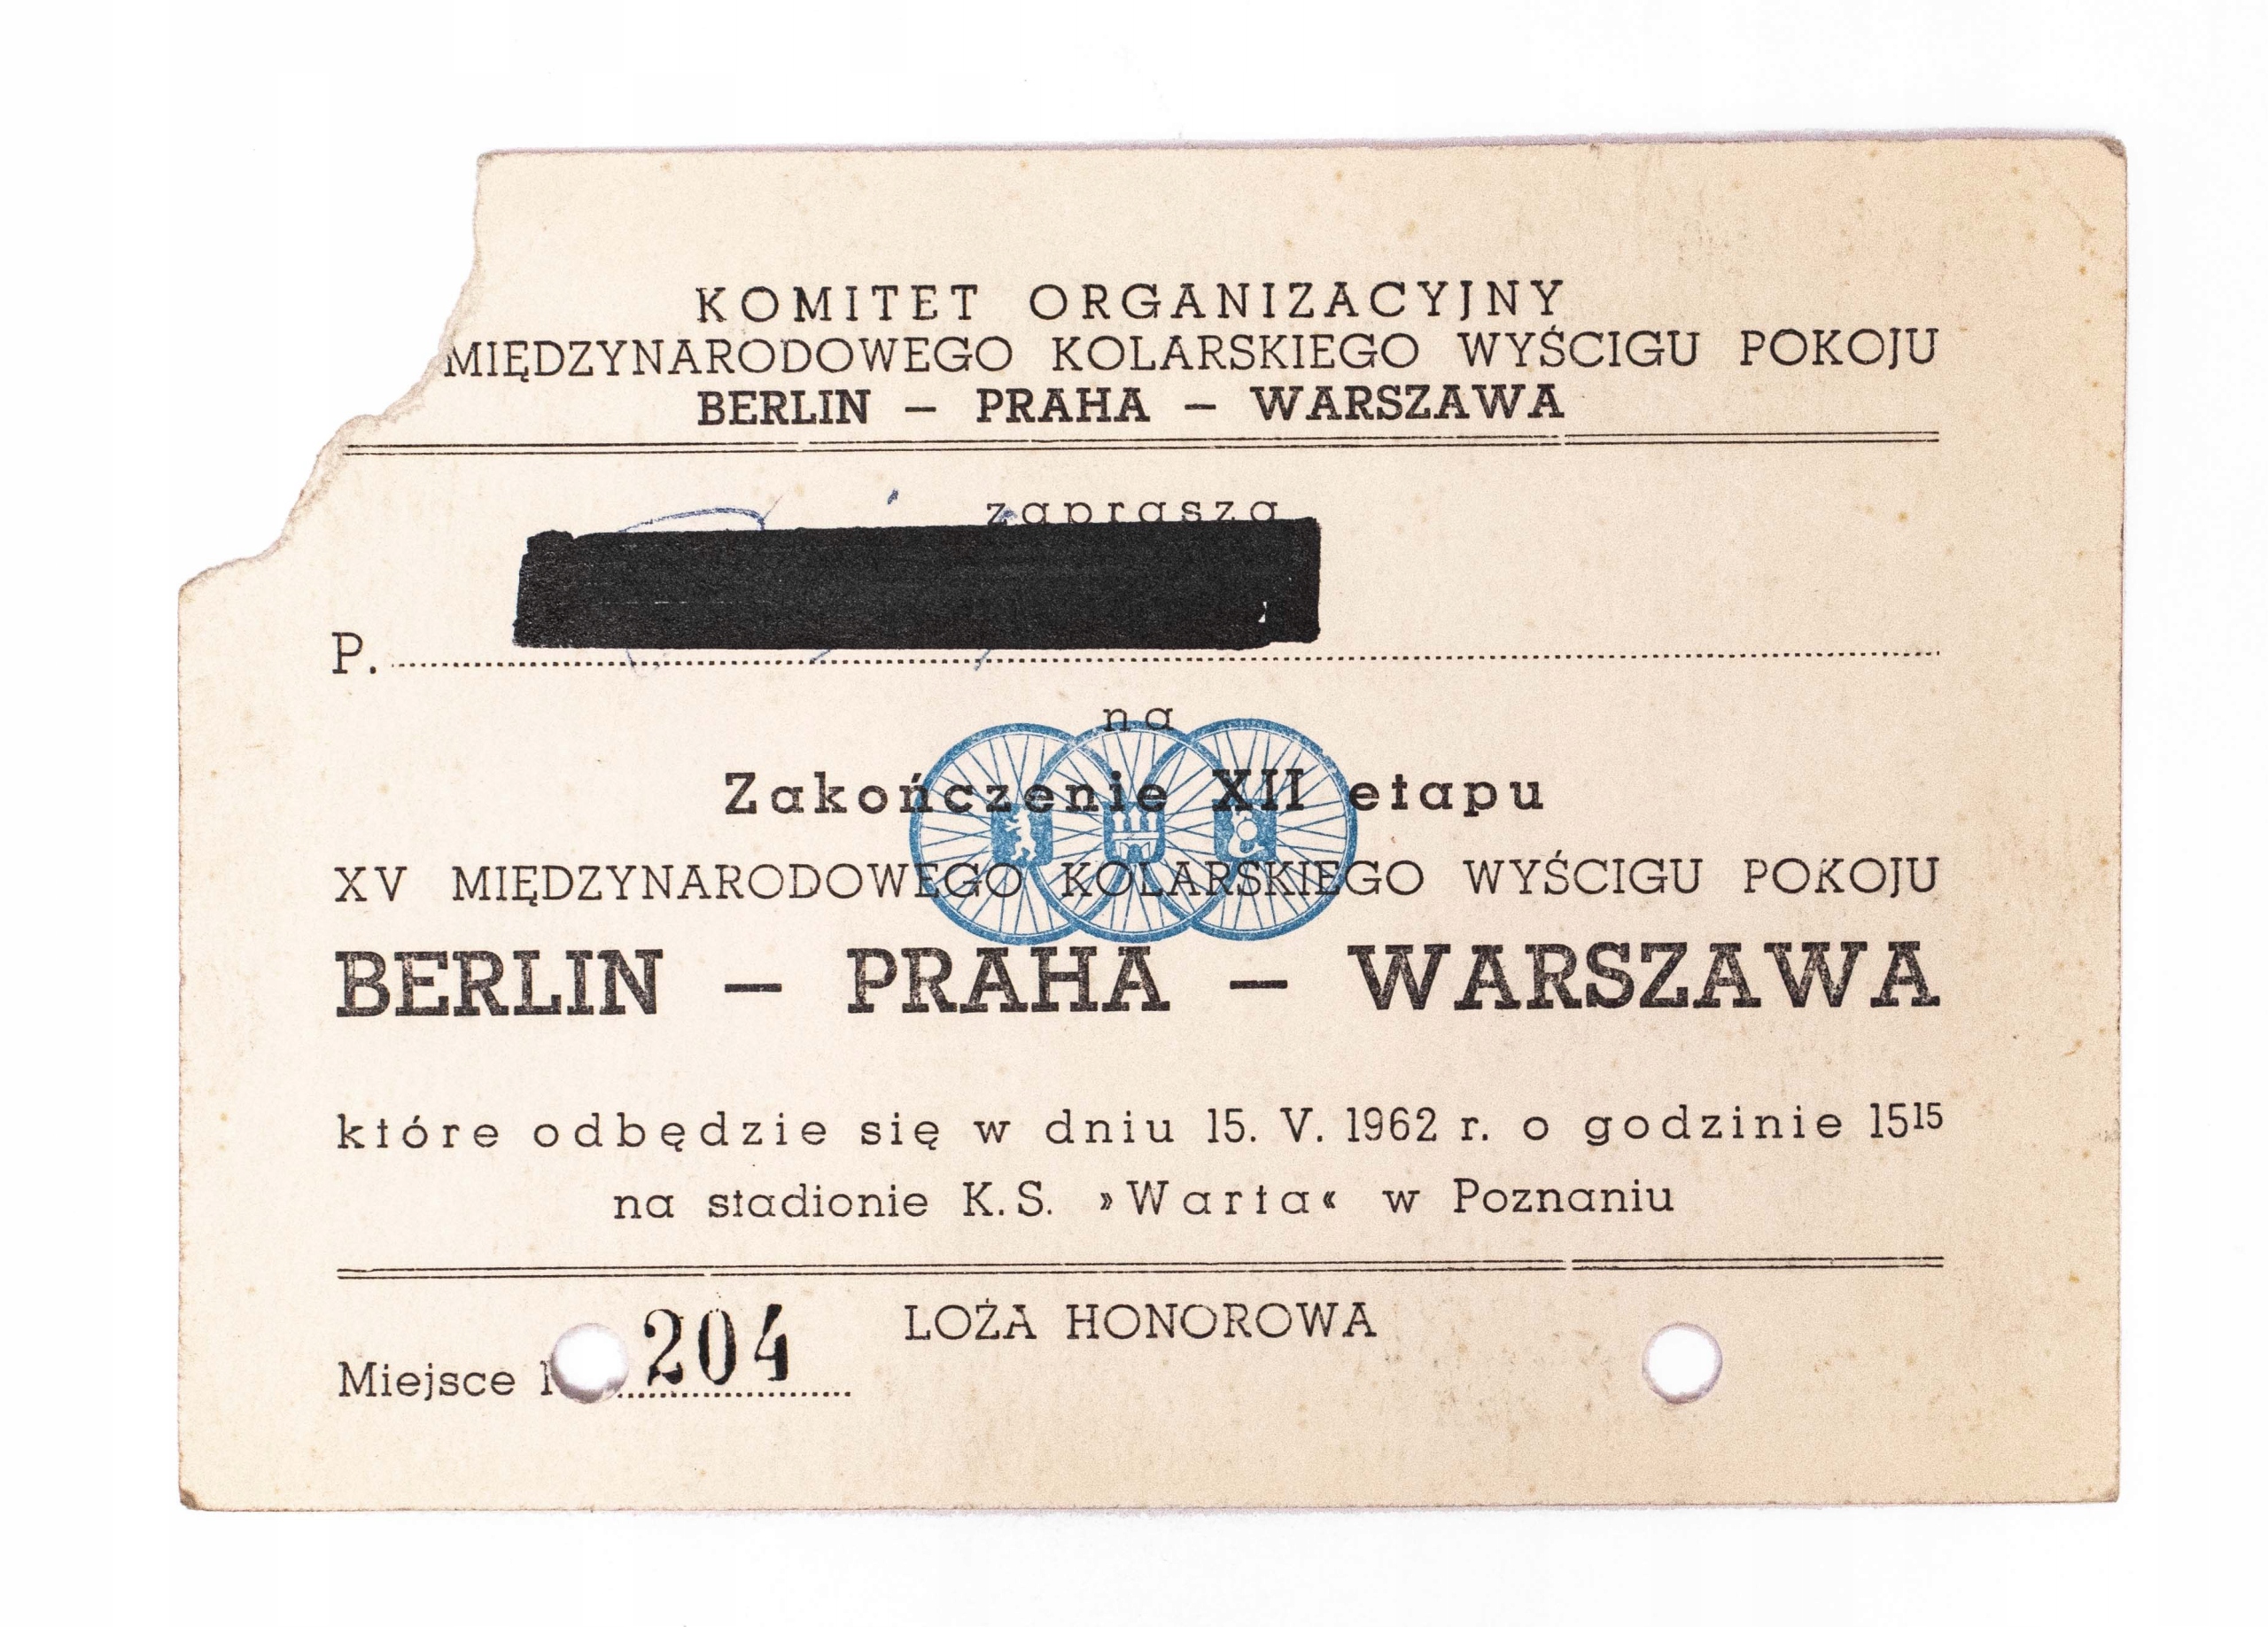 KOMITET ORGANIZACYJNY
MIĘDZYNARODOWEGO KOLARSKIEGO WYŚCIGU POKOJU
BERLIN – PRAHA – WARSZAWA
zaprasza
P.
na
Zakończenie XII etapu
XV MIĘDZYNARODOWEGO KOLARSKIEGO WYŚCIGU POKOJU
BERLIN – PRAHA – WARSZAWA
które odbędzie się w dniu 15. V. 1962 r. o godzinie 15¹⁵
na stadionie K.S. »Warta« w Poznaniu
LOŻA HONOROWA
Miejsce 204